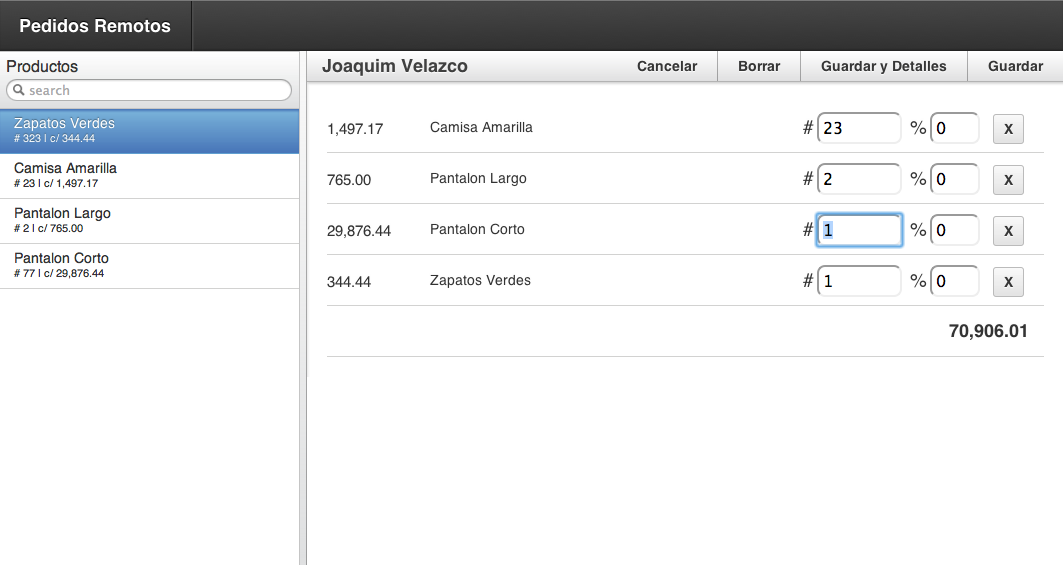 Pedidos Remotos
Productos
search
Zapatos Verdes
# 323 | c/ 344.44
Camisa Amarilla
# 23 | c/ 1,497.17
Pantalon Largo
# 2 | c/ 765.00
Pantalon Corto
# 77 | c/ 29,876.44
Joaquim Velazco Cancelar Borrar Guardar y Detalles Guardar
1,497.17 Camisa Amarilla # 23 % 0 X
765.00 Pantalon Largo # 2 % 0 X
29,876.44 Pantalon Corto # 1 % 0 X
344.44 Zapatos Verdes # 1 % 0 X
70,906.01